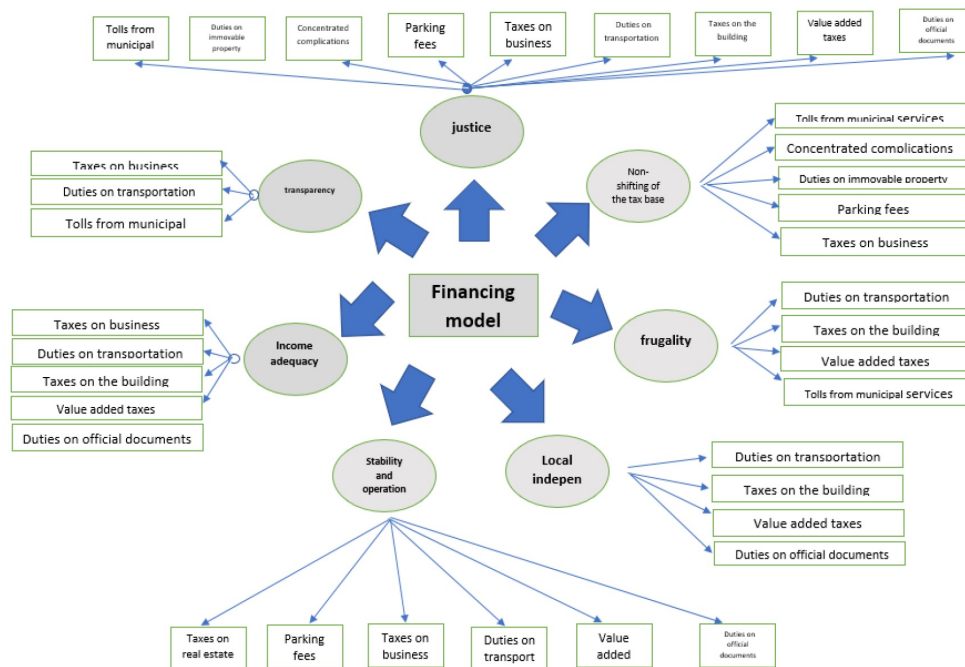 Tolls from
municipal
Duties on
immovable
property
Concentrated
complications
Parking
fees
Taxes on
business
Duties on
transportation
Taxes on the
building
Value added
taxes
Duties on
official
documents
justice
transparency
Taxes on business
Duties on transportation
Tolls from municipal
Non-
shifting of
the tax base
Tolls from municipal services
Concentrated complications
Duties on immovable property
Parking fees
Taxes on business
Financing
model
Income
adequacy
Taxes on business
Duties on transportation
Taxes on the building
Value added taxes
Duties on official documents
frugality
Duties on transportation
Taxes on the building
Value added taxes
Tolls from municipal services
Stability
and
operation
Local
indepen
Duties on transportation
Taxes on the building
Value added taxes
Duties on official documents
Taxes on
real estate
Parking
fees
Taxes on
business
Duties on
transport
Value
added
Duties on
official
documents